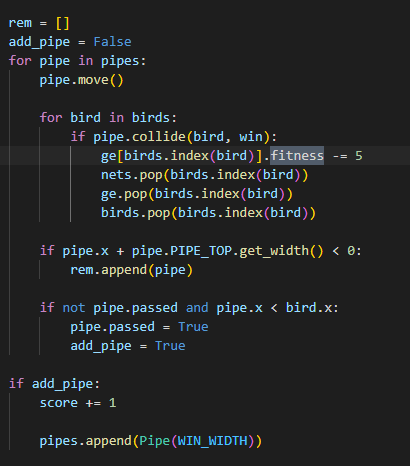 rem = []
add_pipe = False
for pipe in pipes:
    pipe.move()

    for bird in birds:
        if pipe.collide(bird, win):
            ge[birds.index(bird)].fitness -= 5
            nets.pop(birds.index(bird))
            ge.pop(birds.index(bird))
            birds.pop(birds.index(bird))

    if pipe.x + pipe.PIPE_TOP.get_width() < 0:
        rem.append(pipe)

    if not pipe.passed and pipe.x < bird.x:
        pipe.passed = True
        add_pipe = True

if add_pipe:
    score += 1

    pipes.append(Pipe(WIN_WIDTH))